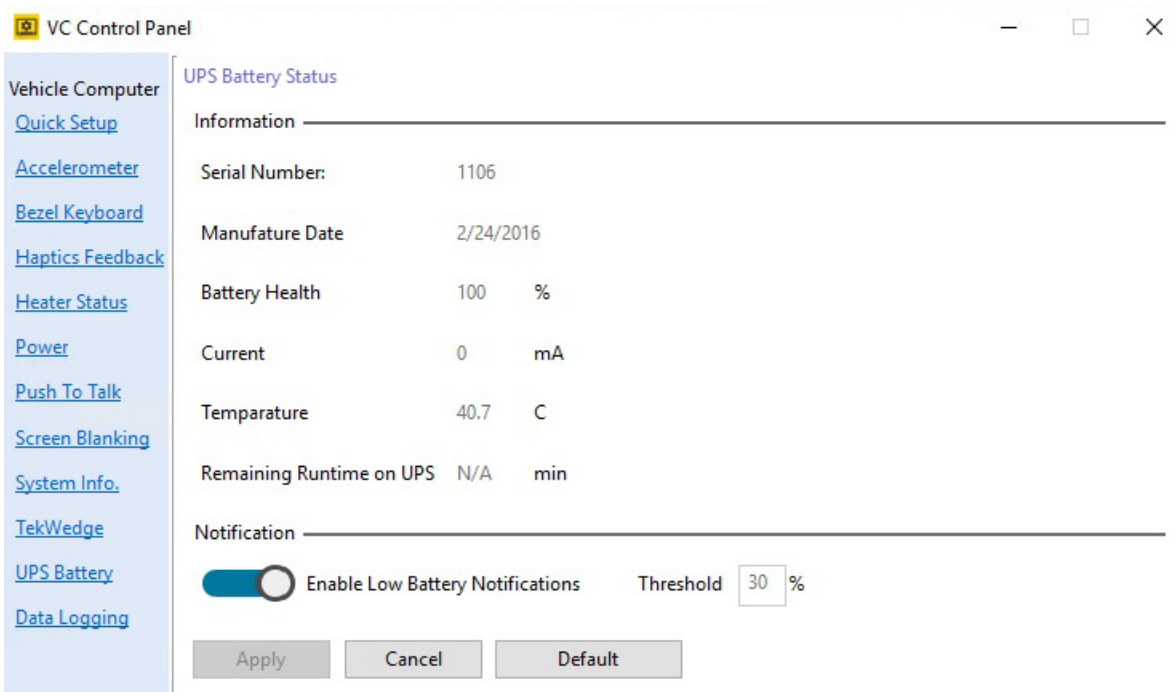 VC Control Panel
Vehicle Computer
Quick Setup
Accelerometer
Bezel Keyboard
Haptics Feedback
Heater Status
Power
Push To Talk
Screen Blanking
System Info.
TekWedge
UPS Battery
Data Logging
UPS Battery Status
Information
Serial Number: 1106
Manufature Date 2/24/2016
Battery Health 100 %
Current 0 mA
Temparature 40.7 C
Remaining Runtime on UPS N/A min
Notification
Enable Low Battery Notifications Threshold 30 %
Apply Cancel Default